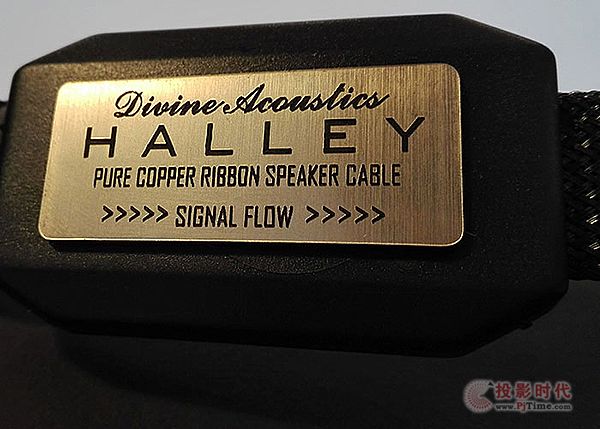 Divine Acoustics
HALLEY
PURE COPPER RIBBON SPEAKER CABLE
>>>>> SIGNAL FLOW >>>>>
投影时代
www.PjTime.com